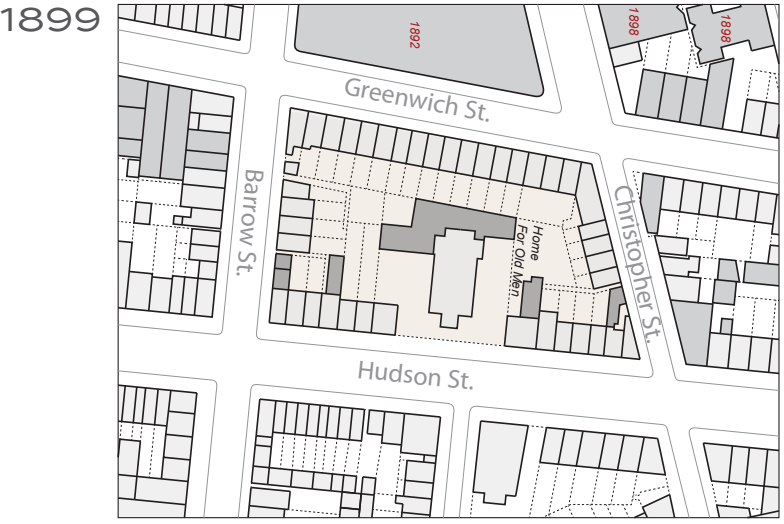 1899
1892
1898
1898
Greenwich St.
Barrow St.
Christopher St.
Home
For Old Men
Hudson St.